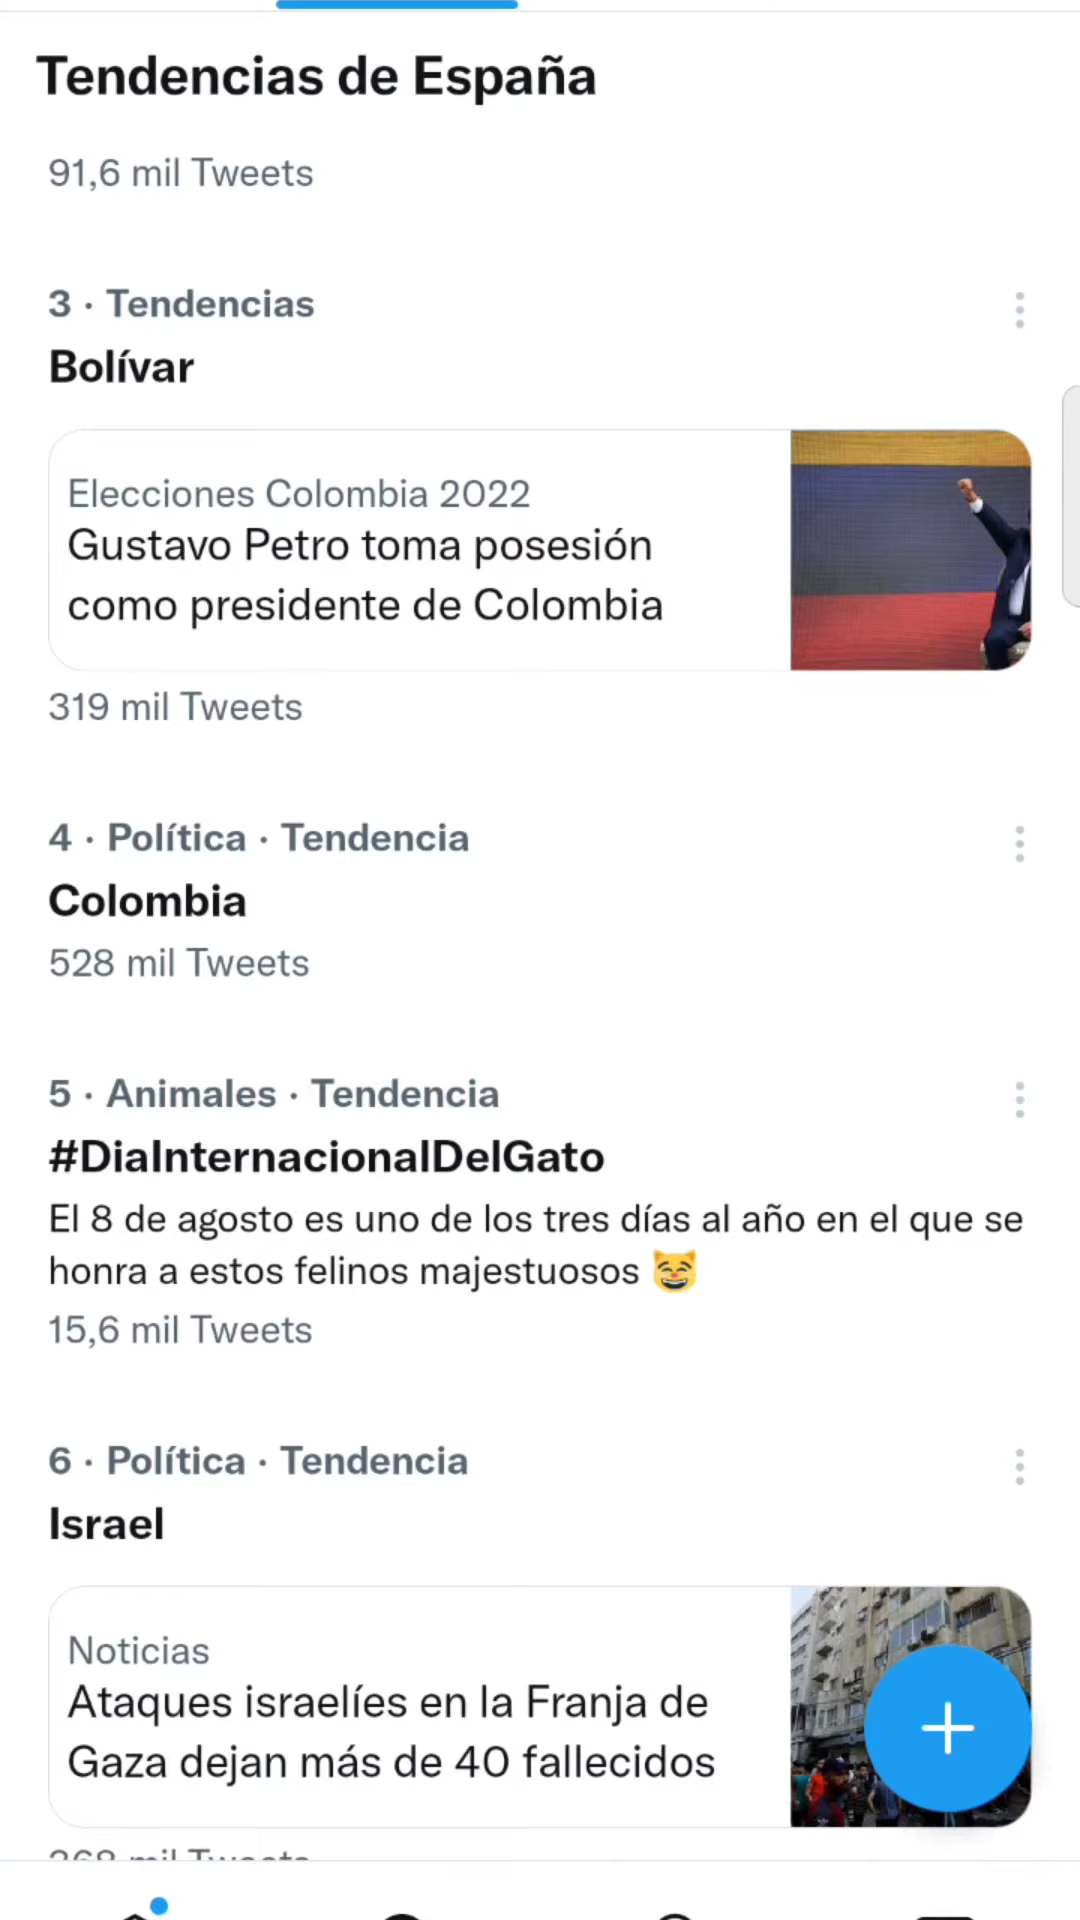 Tendencias de España
91,6 mil Tweets
3 · Tendencias
Bolívar
Elecciones Colombia 2022
Gustavo Petro toma posesión
como presidente de Colombia
319 mil Tweets
4 · Política · Tendencia
Colombia
528 mil Tweets
5 · Animales · Tendencia
#DiaInternacionalDelGato
El 8 de agosto es uno de los tres días al año en el que se
honra a estos felinos majestuosos 😸
15,6 mil Tweets
6 · Política · Tendencia
Israel
Noticias
Ataques israelíes en la Franja de
Gaza dejan más de 40 fallecidos
mil Tweets